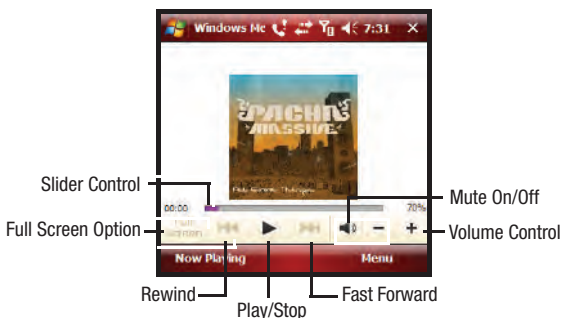 Windows Me 7:31
PACHA
MASSIVE
Slider Control
00:00 70%
Mute On/Off
Full Screen Option
Full
Screen
Volume Control
Now Playing Menu
Rewind
Play/Stop
Fast Forward